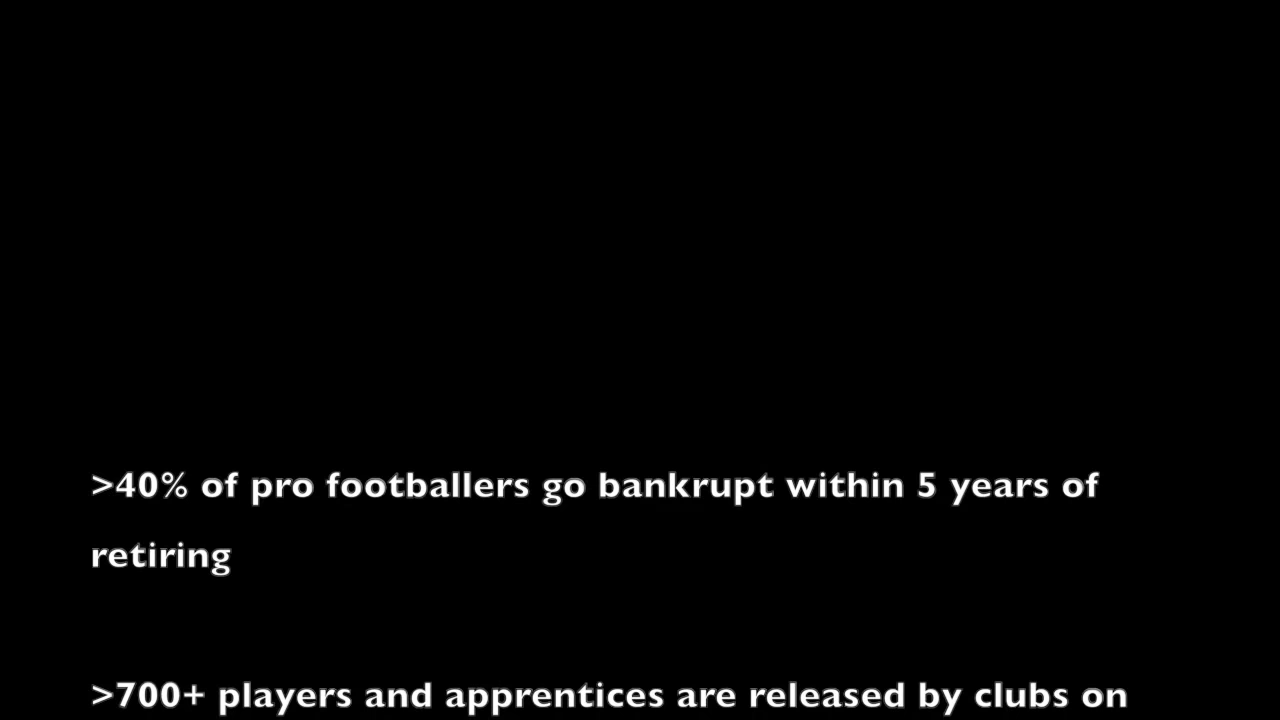 >40% of pro footballers go bankrupt within 5 years of
retiring
>700+ players and apprentices are released by clubs on